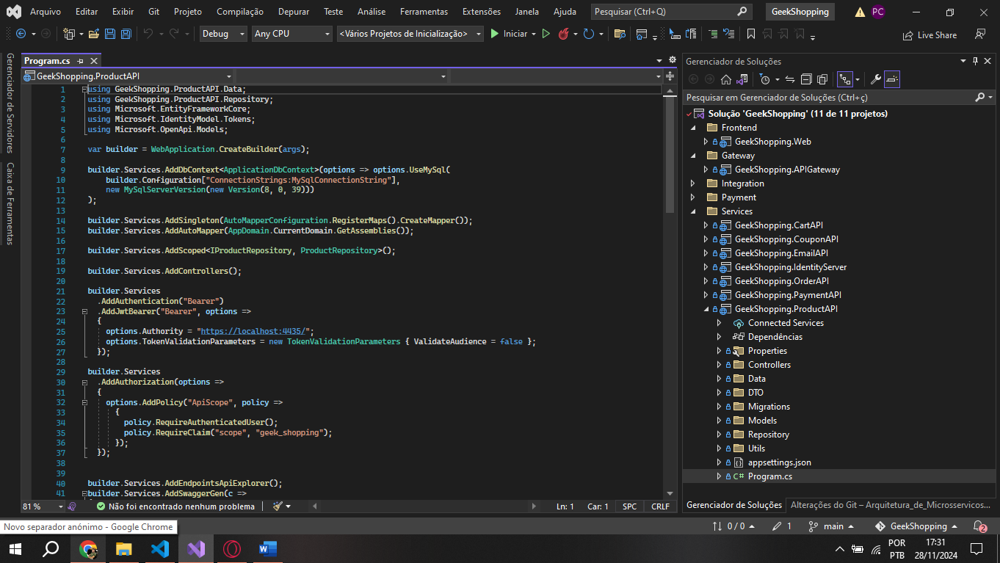 Arquivo Editar Exibir Git Projeto Compilação Depurar Teste Análise Ferramentas Extensões Janela Ajuda Pesquisar (Ctrl+Q) GeekShopping PC
Debug Any CPU <Vários Projetos de Inicialização> Iniciar Live Share
Gerenciador de Servidores
Caixa de Ferramentas
Program.cs
GeekShopping.ProductAPI
1 using GeekShopping.ProductAPI.Data;
2 using GeekShopping.ProductAPI.Repository;
3 using Microsoft.EntityFrameworkCore;
4 using Microsoft.IdentityModel.Tokens;
5 using Microsoft.OpenApi.Models;
6
7 var builder = WebApplication.CreateBuilder(args);
8
9 builder.Services.AddDbContext<ApplicationDbContext>(options => options.UseMySql(
10 builder.Configuration["ConnectionStrings:MySqlConnectionString"],
11 new MySqlServerVersion(new Version(8, 0, 39)))
12 );
13
14 builder.Services.AddSingleton(AutoMapperConfiguration.RegisterMaps().CreateMapper());
15 builder.Services.AddAutoMapper(AppDomain.CurrentDomain.GetAssemblies());
16
17 builder.Services.AddScoped<IProductRepository, ProductRepository>();
18
19 builder.Services.AddControllers();
20
21 builder.Services
22 .AddAuthentication("Bearer")
23 .AddJwtBearer("Bearer", options =>
24 {
25 options.Authority = "https://localhost:4435/";
26 options.TokenValidationParameters = new TokenValidationParameters { ValidateAudience = false };
27 });
28
29 builder.Services
30 .AddAuthorization(options =>
31 {
32 options.AddPolicy("ApiScope", policy =>
33 {
34 policy.RequireAuthenticatedUser();
35 policy.RequireClaim("scope", "geek_shopping");
36 });
37 });
38
39
40 builder.Services.AddEndpointsApiExplorer();
41 builder.Services.AddSwaggerGen(c =>
81 % Não foi encontrado nenhum problema Ln: 1 Car: 1 SPC CRLF
Gerenciador de Soluções
Pesquisar em Gerenciador de Soluções (Ctrl+ç)
Solução 'GeekShopping' (11 de 11 projetos)
Frontend
GeekShopping.Web
Gateway
GeekShopping.APIGateway
Integration
Payment
Services
GeekShopping.CartAPI
GeekShopping.CouponAPI
GeekShopping.EmailAPI
GeekShopping.IdentityServer
GeekShopping.OrderAPI
GeekShopping.PaymentAPI
GeekShopping.ProductAPI
Connected Services
Dependências
Properties
Controllers
Data
DTO
Migrations
Models
Repository
Utils
appsettings.json
C# Program.cs
Gerenciador de Soluções Alterações do Git – Arquitetura_de_Microsservicos...
Novo separador anónimo - Google Chrome
0 / 0 1 main GeekShopping 2
POR
PTB
17:31
28/11/2024